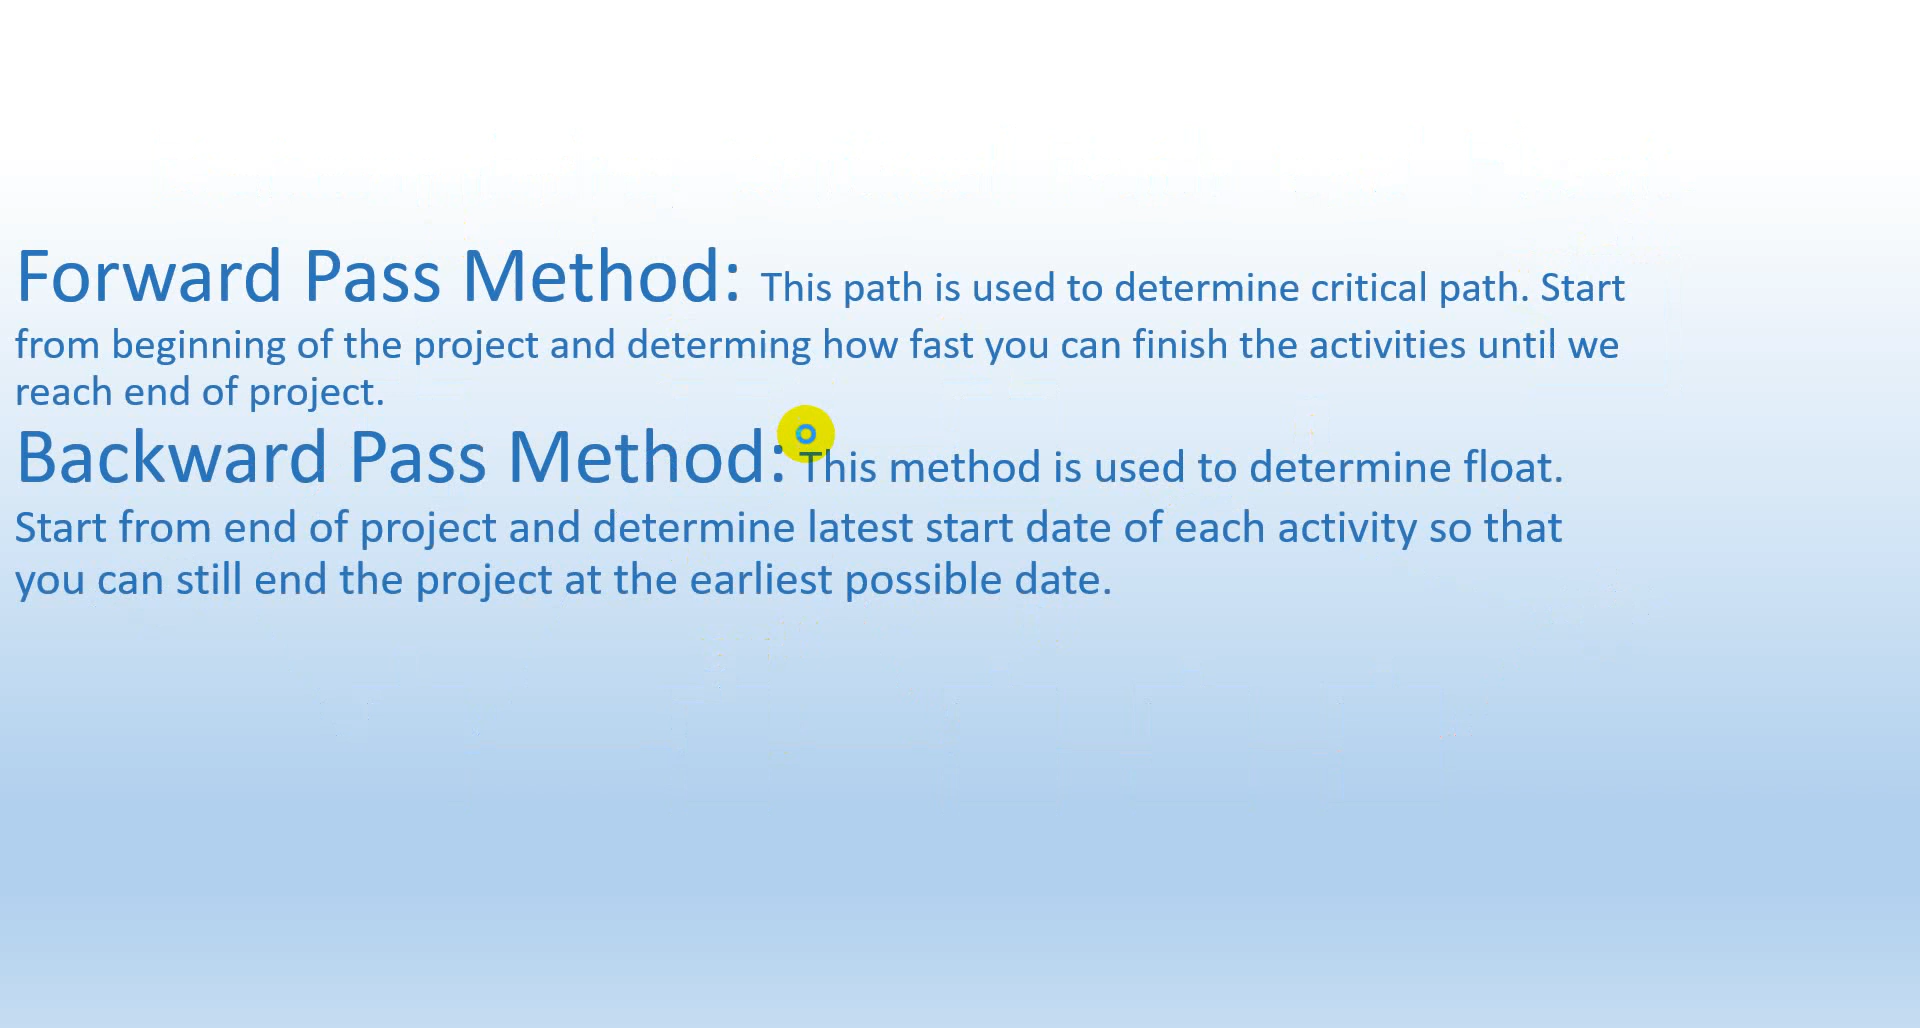 Forward Pass Method: This path is used to determine critical path. Start
from beginning of the project and determing how fast you can finish the activities until we
reach end of project.
Backward Pass Method: This method is used to determine float.
Start from end of project and determine latest start date of each activity so that
you can still end the project at the earliest possible date.